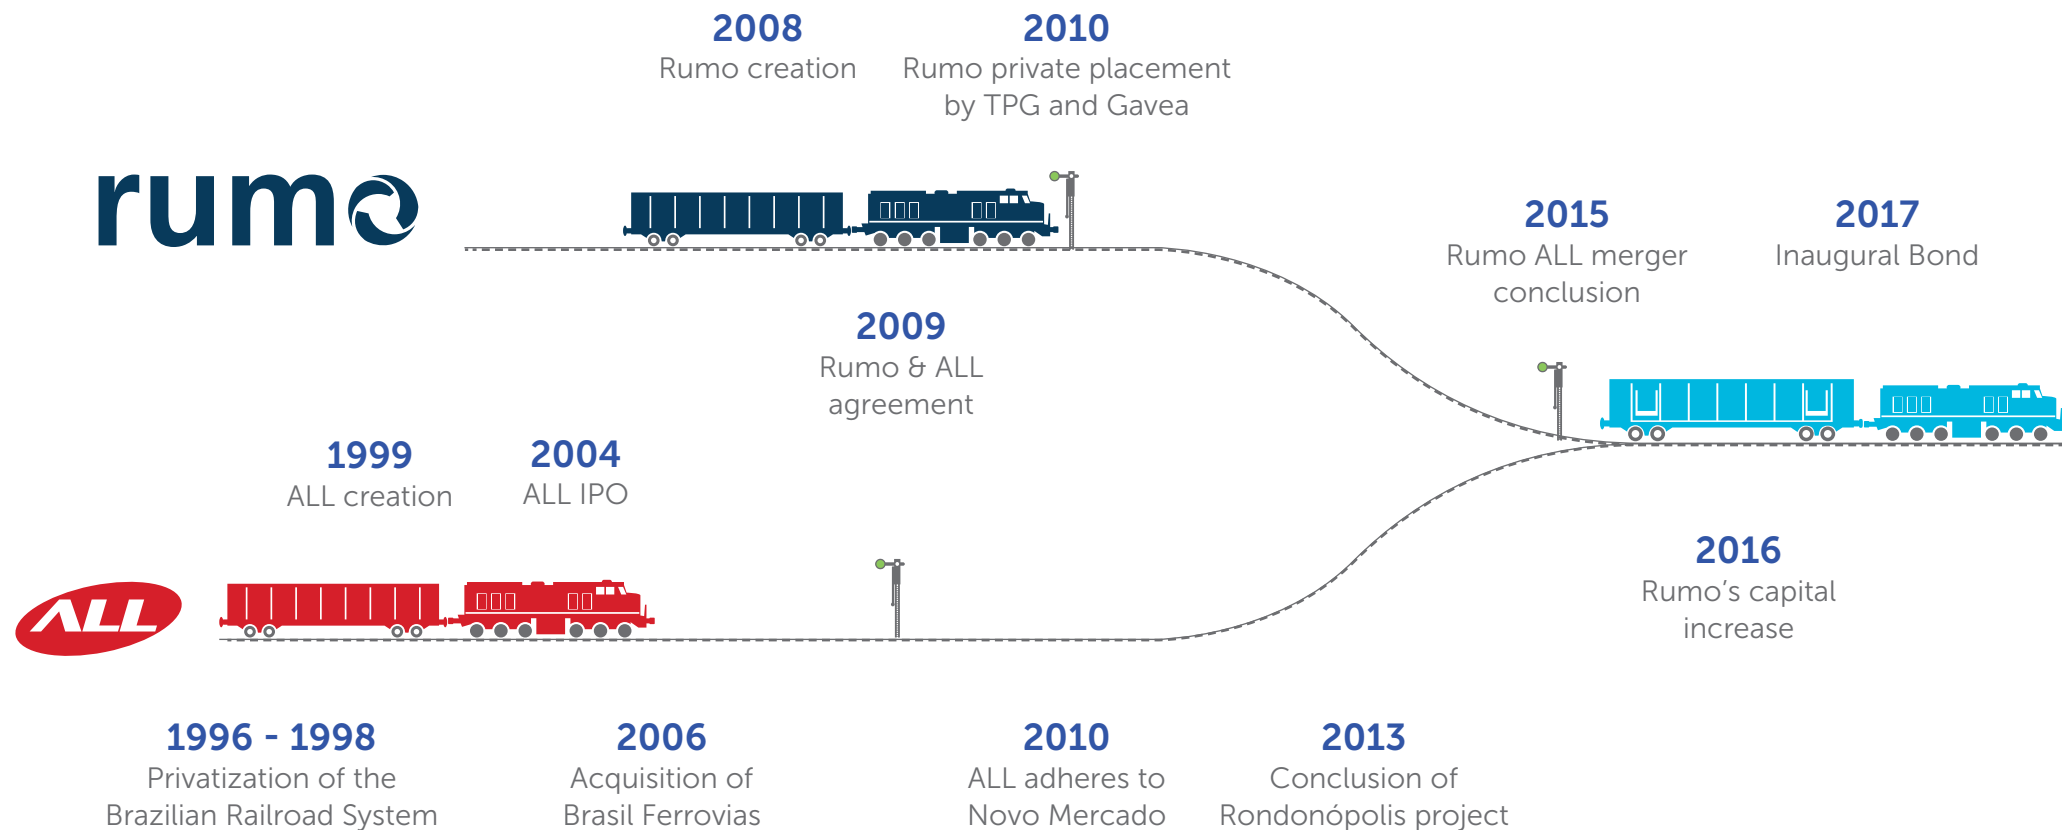 2008
Rumo creation
2010
Rumo private placement
by TPG and Gavea
rumo
2015
Rumo ALL merger
conclusion
2017
Inaugural Bond
2009
Rumo & ALL
agreement
1999
ALL creation
2004
ALL IPO
2016
Rumo’s capital
increase
ALL
1996 - 1998
Privatization of the
Brazilian Railroad System
2006
Acquisition of
Brasil Ferrovias
2010
ALL adheres to
Novo Mercado
2013
Conclusion of
Rondonópolis project